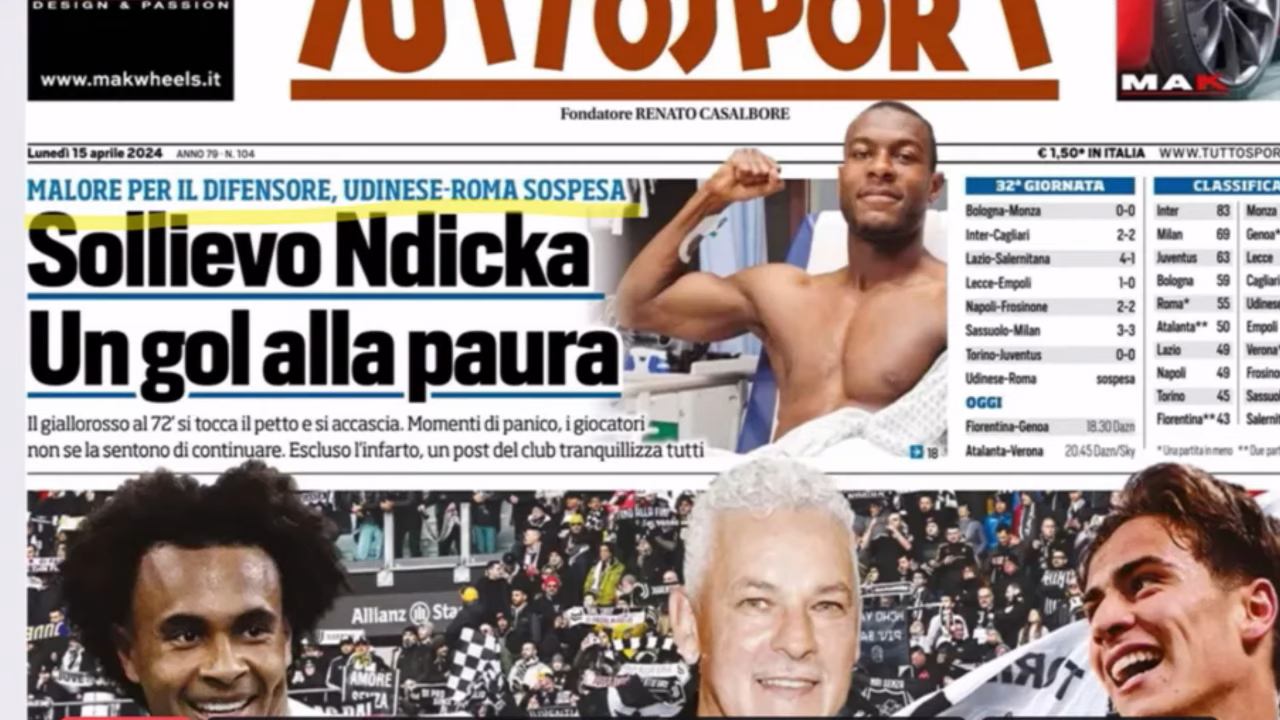 DESIGN & PASSION
www.makwheels.it
TUTTOSPORT
MAK
Fondatore RENATO CASALBORE
Lunedì 15 aprile 2024 ANNO 79 - N. 104
€ 1,50* IN ITALIA WWW.TUTTOSPOR
MALORE PER IL DIFENSORE, UDINESE-ROMA SOSPESA
Sollievo Ndicka
Un gol alla paura
Il giallorosso al 72' si tocca il petto e si accascia. Momenti di panico, i giocatori
non se la sentono di continuare. Escluso l'infarto, un post del club tranquillizza tutti
18
32ª GIORNATA
Bologna-Monza 0-0
Inter-Cagliari 2-2
Lazio-Salernitana 4-1
Lecce-Empoli 1-0
Napoli-Frosinone 2-2
Sassuolo-Milan 3-3
Torino-Juventus 0-0
Udinese-Roma sospesa
OGGI
Fiorentina-Genoa 18.30 Dazn
Atalanta-Verona 20.45 Dazn/Sky
CLASSIFICA
Inter 83 Monza
Milan 69 Genoa*
Juventus 63 Lecce
Bologna 59 Cagliari
Roma* 55 Udines
Atalanta** 50 Empoli
Lazio 49 Verona*
Napoli 49 Frosino
Torino 45 Sassuo
Fiorentina** 43 Salerni
* Una partita in meno ** Due part
Allianz Sta
AMORE
SENZA